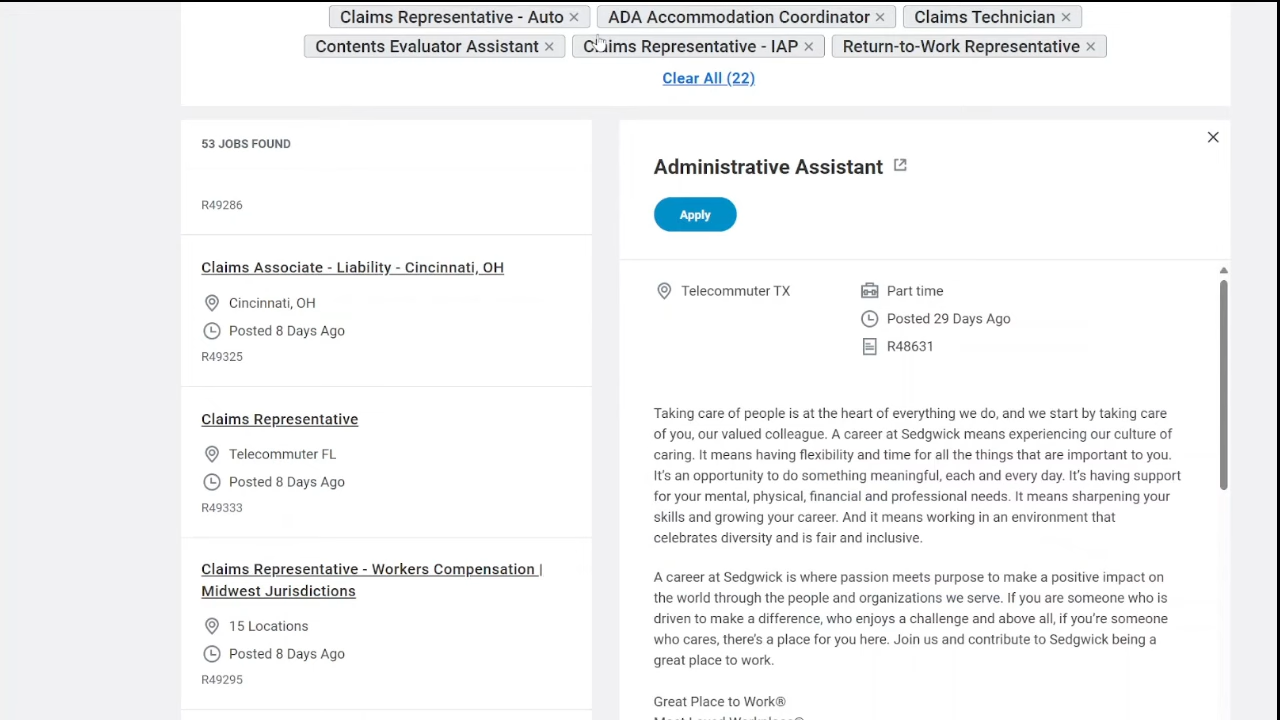 Claims Representative - Auto ×
ADA Accommodation Coordinator ×
Claims Technician ×
Contents Evaluator Assistant ×
Claims Representative - IAP ×
Return-to-Work Representative ×
Clear All (22)
53 JOBS FOUND
R49286
Claims Associate - Liability - Cincinnati, OH
Cincinnati, OH
Posted 8 Days Ago
R49325
Claims Representative
Telecommuter FL
Posted 8 Days Ago
R49333
Claims Representative - Workers Compensation |
Midwest Jurisdictions
15 Locations
Posted 8 Days Ago
R49295
Administrative Assistant
Apply
Telecommuter TX
Part time
Posted 29 Days Ago
R48631
Taking care of people is at the heart of everything we do, and we start by taking care
of you, our valued colleague. A career at Sedgwick means experiencing our culture of
caring. It means having flexibility and time for all the things that are important to you.
It's an opportunity to do something meaningful, each and every day. It's having support
for your mental, physical, financial and professional needs. It means sharpening your
skills and growing your career. And it means working in an environment that
celebrates diversity and is fair and inclusive.
A career at Sedgwick is where passion meets purpose to make a positive impact on
the world through the people and organizations we serve. If you are someone who is
driven to make a difference, who enjoys a challenge and above all, if you're someone
who cares, there's a place for you here. Join us and contribute to Sedgwick being a
great place to work.
Great Place to Work®
Most Loved Workplace®